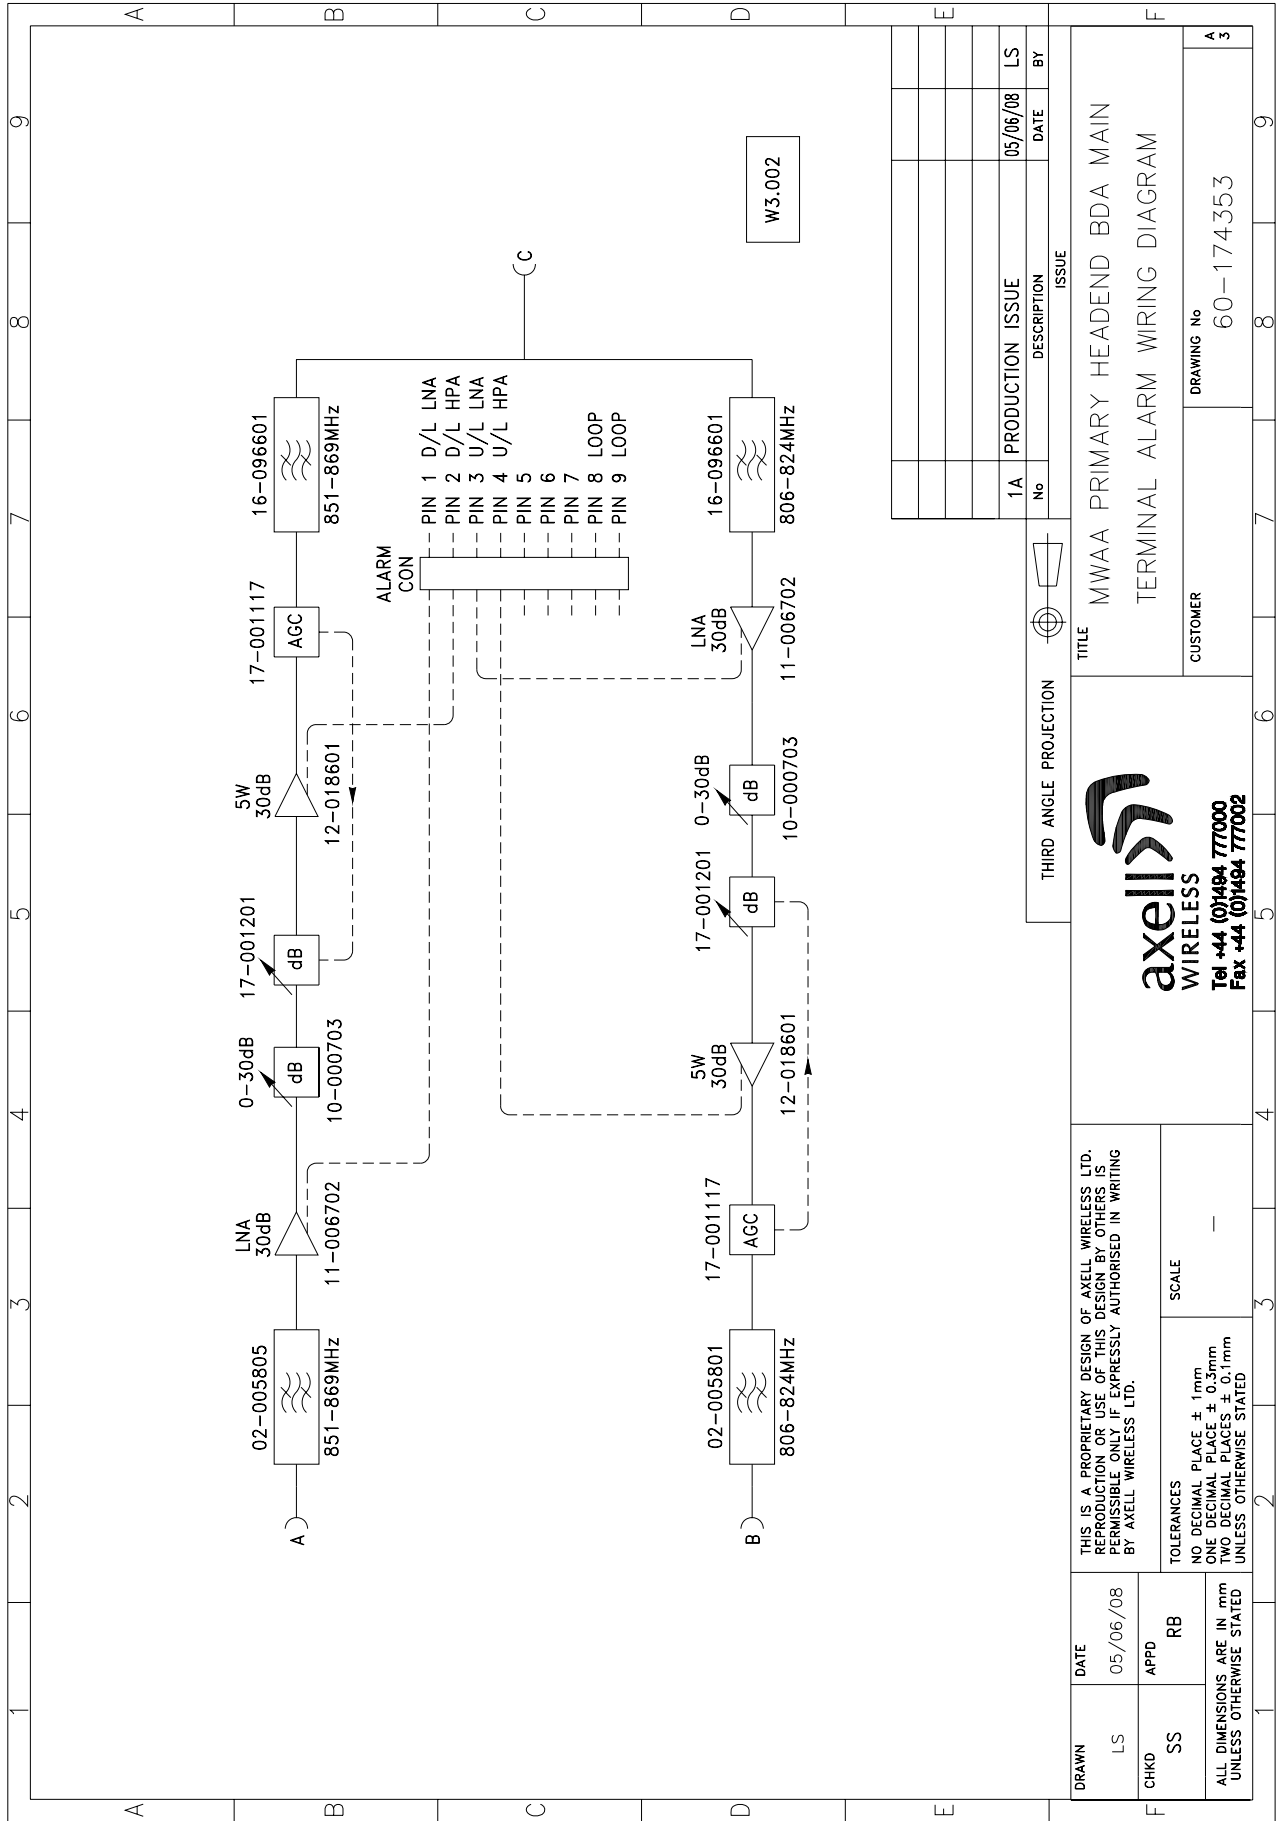 1
2
3
4
5
6
7
8
9
A
B
C
D
E
F
A
02-005805
851-869MHz
LNA
30dB
11-006702
0-30dB
dB
10-000703
17-001201
dB
5W
30dB
12-018601
17-001117
AGC
16-096601
851-869MHz
ALARM
CON
PIN 1 D/L LNA
PIN 2 D/L HPA
PIN 3 U/L LNA
PIN 4 U/L HPA
PIN 5
PIN 6
PIN 7
PIN 8 LOOP
PIN 9 LOOP
C
B
02-005801
806-824MHz
17-001117
AGC
5W
30dB
12-018601
17-001201
dB
0-30dB
dB
10-000703
LNA
30dB
11-006702
16-096601
806-824MHz
W3.002
1A
PRODUCTION ISSUE
05/06/08
LS
No
DESCRIPTION
DATE
BY
ISSUE
THIRD ANGLE PROJECTION
DRAWN
LS
DATE
05/06/08
CHKD
SS
APPD
RB
ALL DIMENSIONS ARE IN mm
UNLESS OTHERWISE STATED
THIS IS A PROPRIETARY DESIGN OF AXELL WIRELESS LTD.
REPRODUCTION OR USE OF THIS DESIGN BY OTHERS IS
PERMISSIBLE ONLY IF EXPRESSLY AUTHORISED IN WRITING
BY AXELL WIRELESS LTD.
TOLERANCES
NO DECIMAL PLACE ± 1mm
ONE DECIMAL PLACE ± 0.3mm
TWO DECIMAL PLACES ± 0.1mm
UNLESS OTHERWISE STATED
SCALE
—
axell
WIRELESS
Tel +44 (0)1494 777000
Fax +44 (0)1494 777002
TITLE
MWAA PRIMARY HEADEND BDA MAIN
TERMINAL ALARM WIRING DIAGRAM
CUSTOMER
DRAWING No
60-174353
A
3
1
2
3
4
5
6
7
8
9
A
B
C
D
E
F